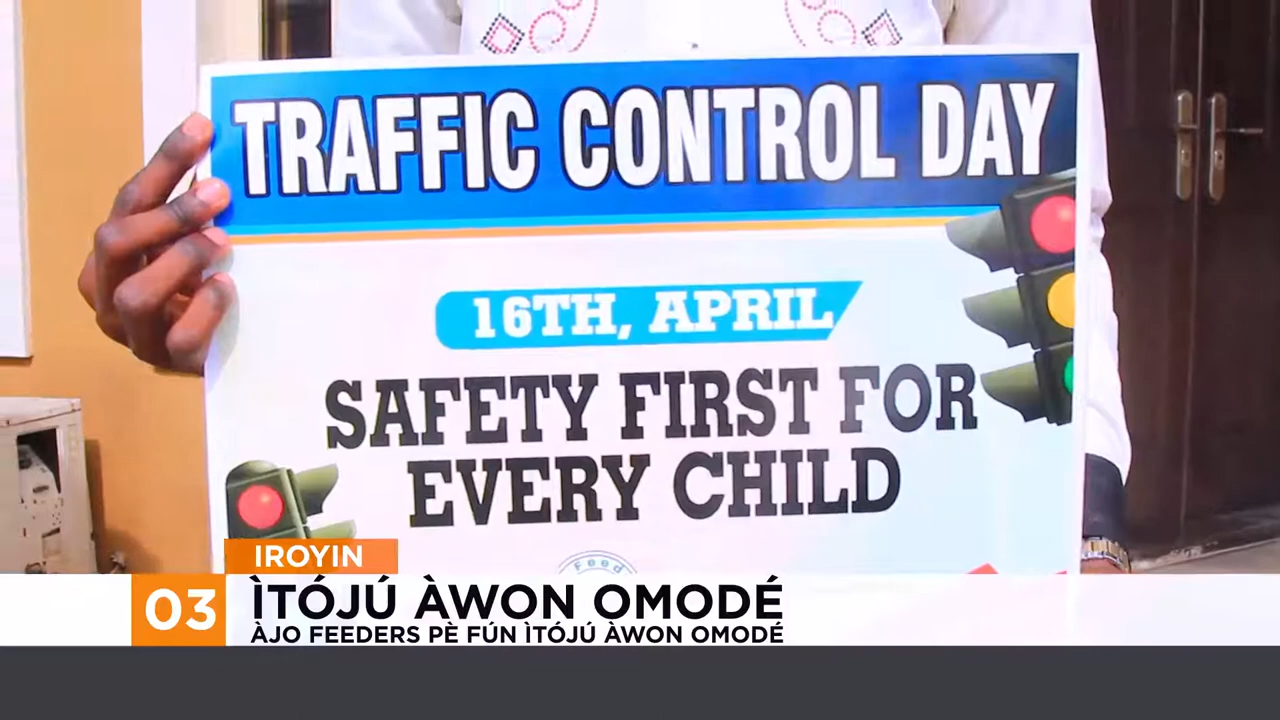 TRAFFIC CONTROL DAY
16TH, APRIL
SAFETY FIRST FOR
EVERY CHILD
Feed
IROYIN
03
ÌTÓJÚ ÀWON OMODÉ
ÀJO FEEDERS PÈ FÚN ÌTÓJÚ ÀWON OMODÉ